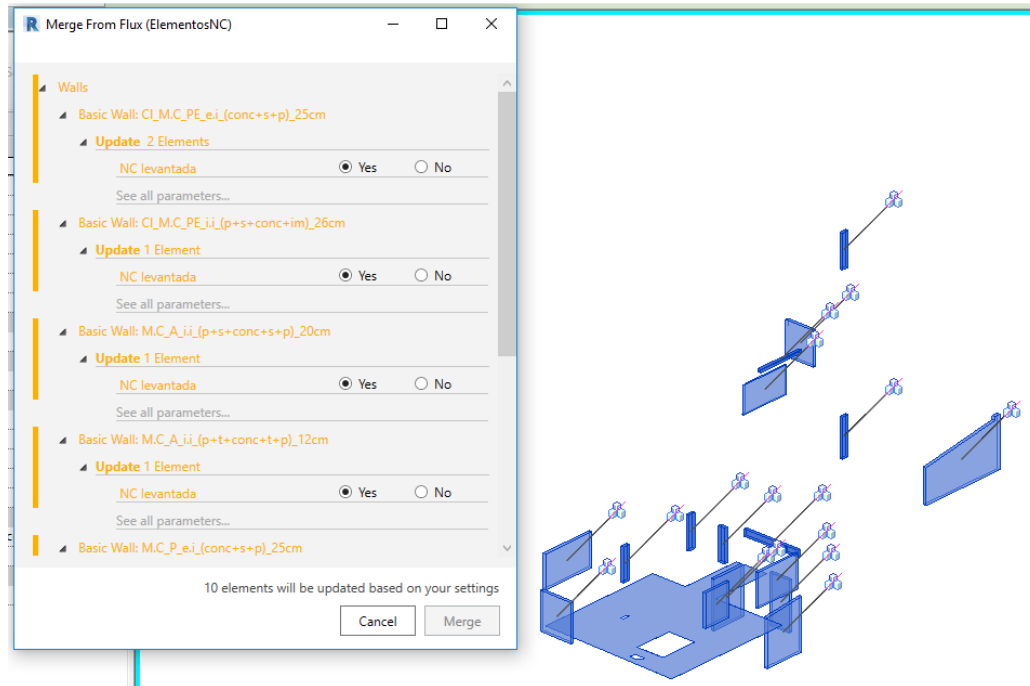 Merge From Flux (ElementosNC)
Walls
Basic Wall: CI_M.C_PE_e.i_(conc+s+p)_25cm
Update 2 Elements
NC levantada Yes No
See all parameters...
Basic Wall: CI_M.C_PE_i.i_(p+s+conc+im)_26cm
Update 1 Element
NC levantada Yes No
See all parameters...
Basic Wall: M.C_A_i.i_(p+s+conc+s+p)_20cm
Update 1 Element
NC levantada Yes No
See all parameters...
Basic Wall: M.C_A_i.i_(p+t+conc+t+p)_12cm
Update 1 Element
NC levantada Yes No
See all parameters...
Basic Wall: M.C_P_e.i_(conc+s+p)_25cm
10 elements will be updated based on your settings
Cancel Merge